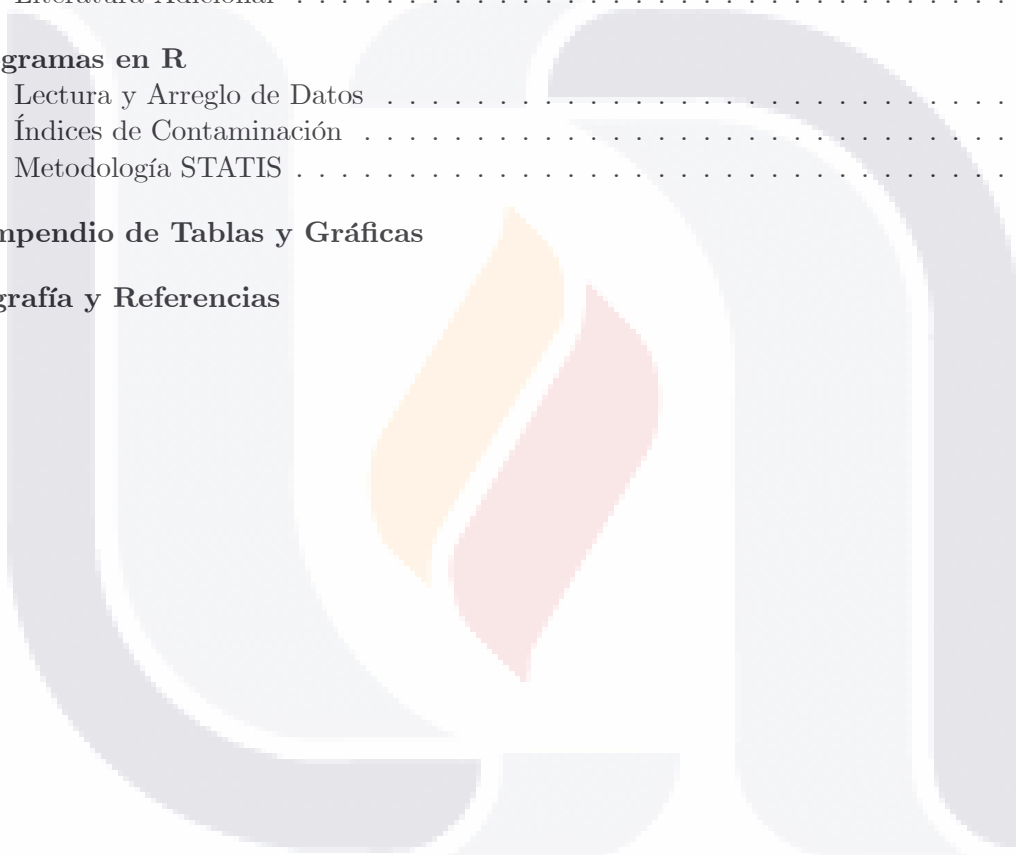 Literatura Adicional . . . . . . . . . . . . . . . . . . . . . . . . . . . . . . . .
gramas en R
Lectura y Arreglo de Datos . . . . . . . . . . . . . . . . . . . . . . . . . . . .
Índices de Contaminación . . . . . . . . . . . . . . . . . . . . . . . . . . . . .
Metodología STATIS . . . . . . . . . . . . . . . . . . . . . . . . . . . . . . . .
mpendio de Tablas y Gráficas
grafía y Referencias